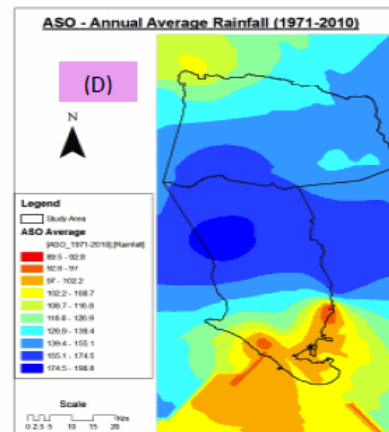 ASO - Annual Average Rainfall (1971-2010)
(D)
N
Legend
Study Area
ASO Average
[ASO_1971-2010].[Rainfall]
89.5 - 92.8
92.8 - 97
97 - 102.2
102.2 - 108.7
108.7 - 116.8
116.8 - 126.9
126.9 - 139.4
139.4 - 155.1
155.1 - 174.5
174.5 - 198.8
Scale
0 2.5 5 10 15 20